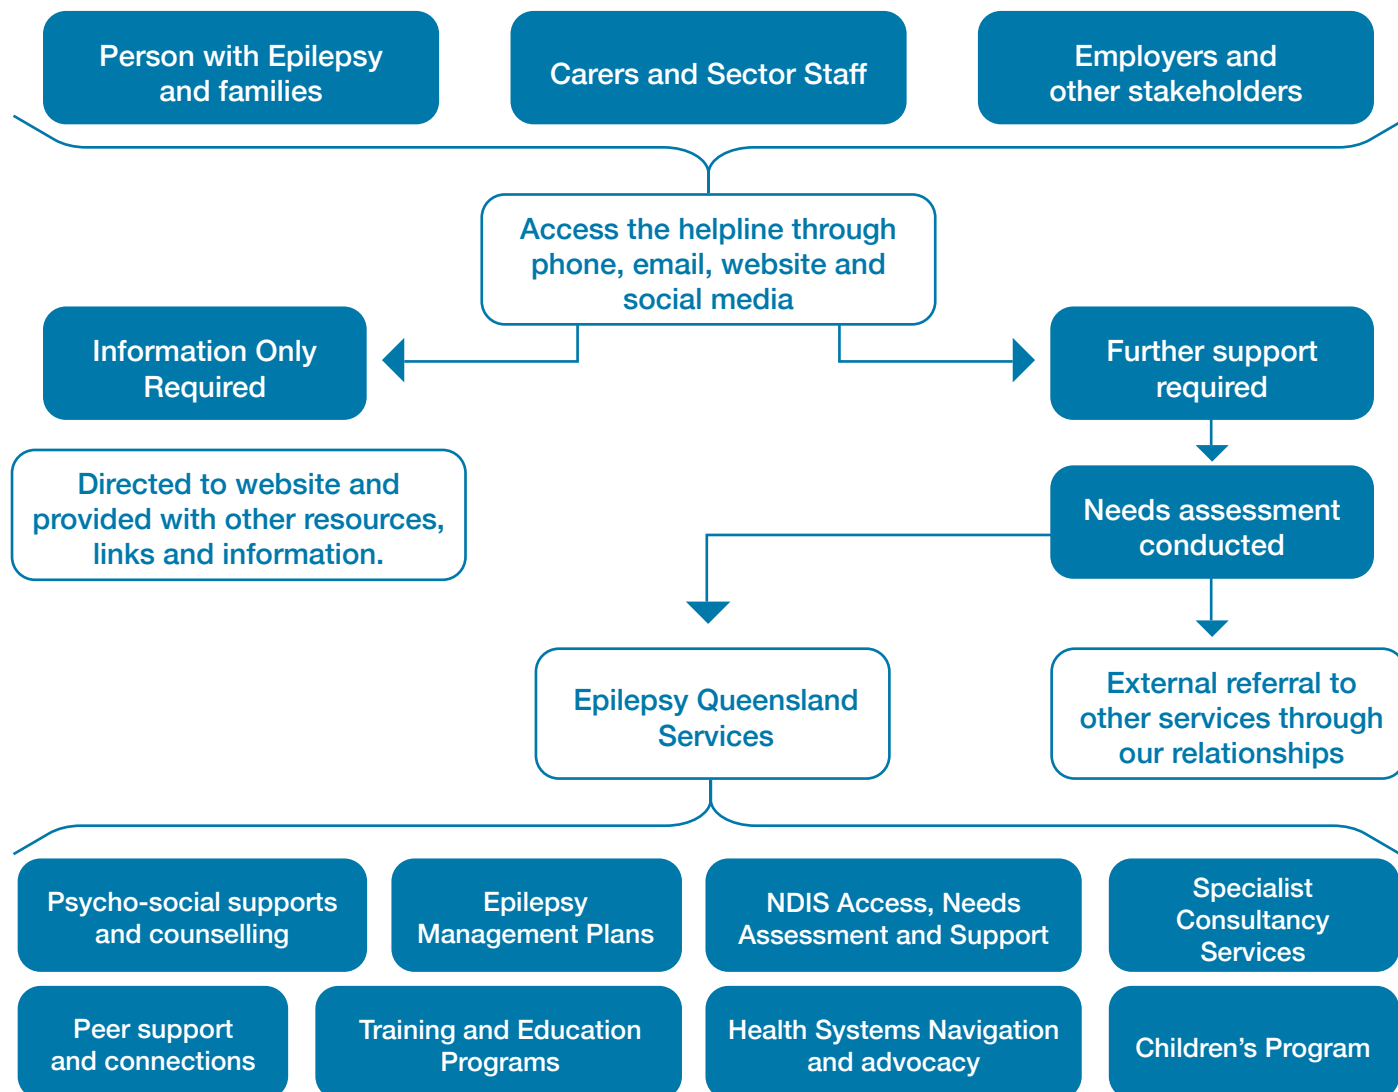 Person with Epilepsy
and families
Carers and Sector Staff
Employers and
other stakeholders
Access the helpline through
phone, email, website and
social media
Information Only
Required
Further support
required
Directed to website and
provided with other resources,
links and information.
Needs assessment
conducted
Epilepsy Queensland
Services
External referral to
other services through
our relationships
Psycho-social supports
and counselling
Epilepsy
Management Plans
NDIS Access, Needs
Assessment and Support
Specialist
Consultancy
Services
Peer support
and connections
Training and Education
Programs
Health Systems Navigation
and advocacy
Children’s Program